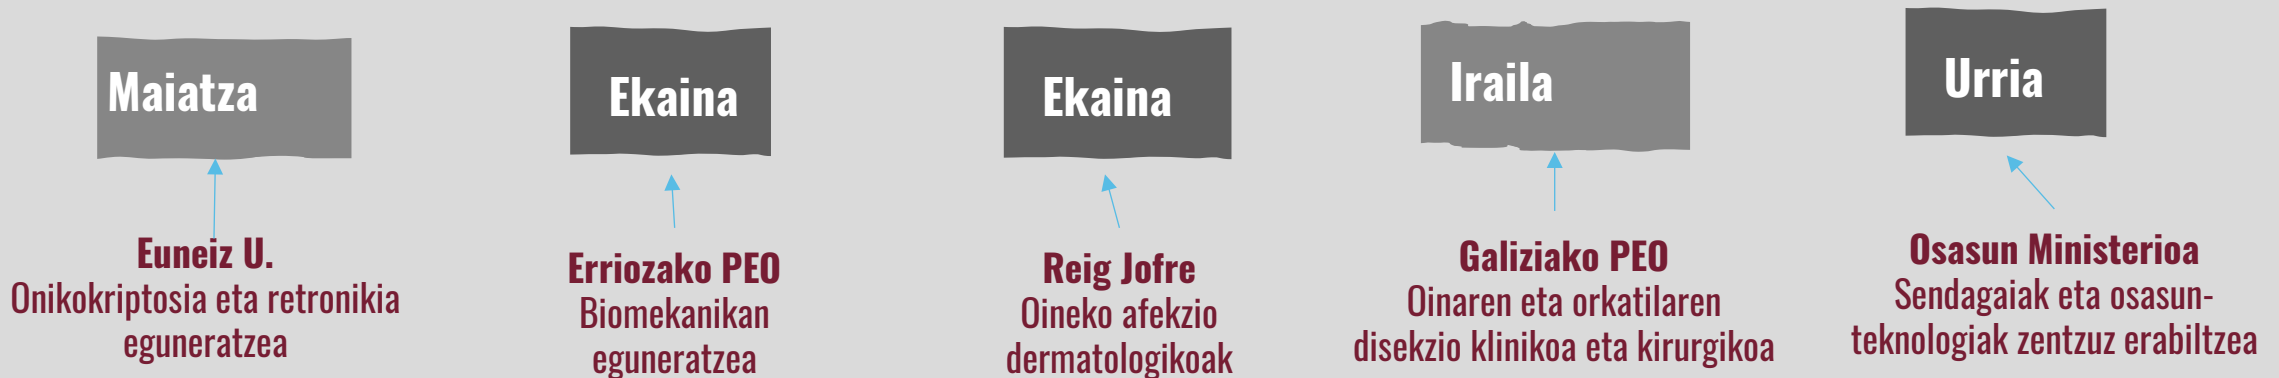 Maiatza
Euneiz U.
Onikokriptosia eta retronikia
eguneratzea
Ekaina
Erriozako PEO
Biomekanikan
eguneratzea
Ekaina
Reig Jofre
Oineko afekzio
dermatologikoak
Iraila
Galiziako PEO
Oinaren eta orkatilaren
disekzio klinikoa eta kirurgikoa
Urria
Osasun Ministerioa
Sendagaiak eta osasun-
teknologiak zentzuz erabiltzea